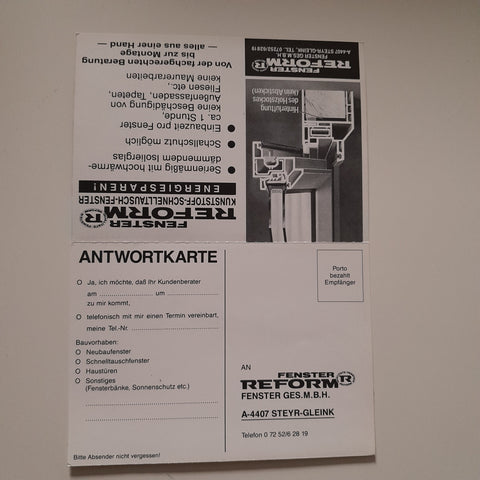 FENSTER
REFORM R
KUNSTSTOFF-SCHNELLTAUSCH-FENSTER
ENERGIESPAREN!
● Serienmäßig mit hochwärme-
dämmendem Isolierglas
● Schallschutz möglich
● Einbauzeit pro Fenster
ca. 1 Stunde,
keine Beschädigung von
Außenfassaden, Tapeten,
Fliesen etc.,
keine Maurerarbeiten
Von der fachgerechten Beratung
bis zur Montage
— alles aus einer Hand —
Hinterlüftung
des Holzstockes
(kein Absticken)
FENSTER
REFORM R
FENSTER GES.M.B.H.
A-4407 STEYR-GLEINK, TEL. 07252/62819
ANTWORTKARTE
O Ja, ich möchte, daß Ihr Kundenberater
am um
zu mir kommt,
O telefonisch mit mir einen Termin vereinbart,
meine Tel.-Nr.
Bauvorhaben:
O Neubaufenster
O Schnelltauschfenster
O Haustüren
O Sonstiges
(Fensterbänke, Sonnenschutz etc.)
Bitte Absender nicht vergessen!
Porto
bezahlt
Empfänger
AN
FENSTER
REFORM R
FENSTER GES.M.B.H.
A-4407 STEYR-GLEINK
Telefon 0 72 52/6 28 19